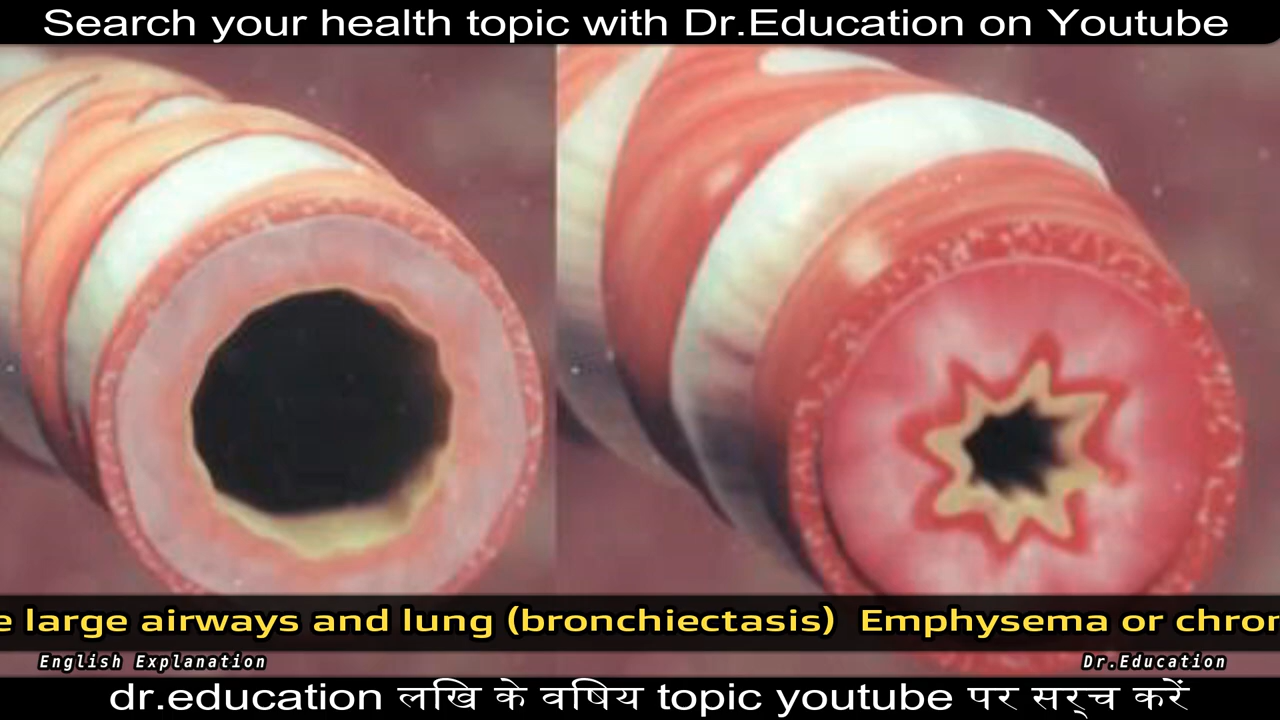 Search your health topic with Dr.Education on Youtube
e large airways and lung (bronchiectasis) Emphysema or chron
English Explanation
Dr.Education
dr.education लखि के वषिय topic youtube पर सर्च करें